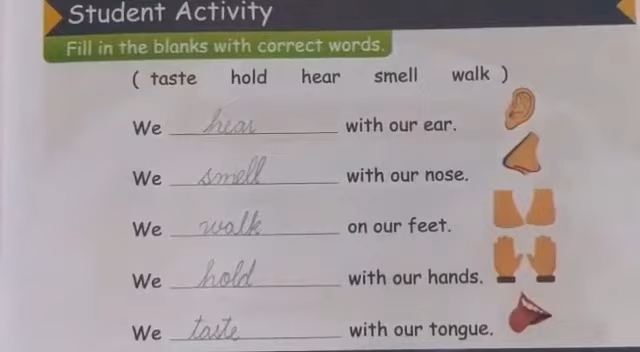 Student Activity
Fill in the blanks with correct words.
( taste hold hear smell walk )
We hear with our ear.
We smell with our nose.
We walk on our feet.
We hold with our hands.
We taste with our tongue.